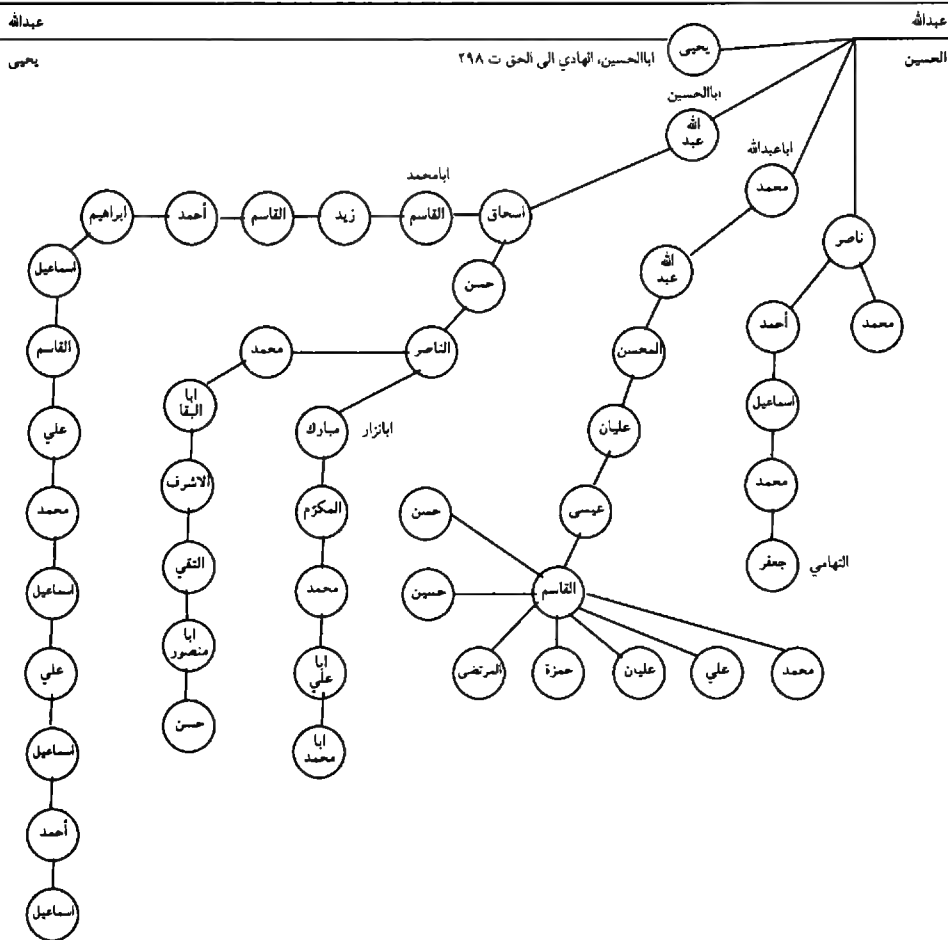 عبدالله
عبدالله
الحسين
يحيى
يحيى
اباالحسين، الهادي الى الحق ت ٢٩٨
اباالحسين
الله
عبد
اباعبدالله
محمد
ابامحمد
اسحاق
القاسم
زيد
القاسم
أحمد
ابراهيم
ناصر
الله
عبد
حسن
اسماعيل
محمد
أحمد
المحسن
الناصر
محمد
القاسم
اسماعيل
عليان
ابانزار
مبارك
ابا
البقا
علي
محمد
عيسى
حسن
المكرّم
الاشرف
محمد
التهامي
جعفر
القاسم
حسين
محمد
التقي
اسماعيل
محمد
علي
عليان
حمزة
المرتضى
ابا
علي
ابا
منصور
علي
ابا
محمد
حسن
اسماعيل
أحمد
اسماعيل